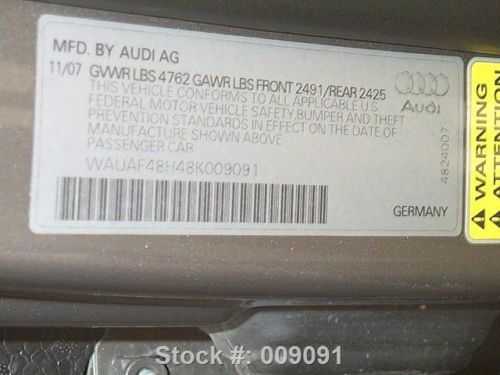 MFD. BY AUDI AG
11/07 GVWR LBS 4762 GAWR LBS FRONT 2491/REAR 2425
THIS VEHICLE CONFORMS TO ALL APPLICABLE U.S.
FEDERAL MOTOR VEHICLE SAFETY, BUMPER AND THEFT
PREVENTION STANDARDS IN EFFECT ON THE DATE OF
MANUFACTURE SHOWN ABOVE
PASSENGER CAR
WAUAF48H48K009091
Audi
4824007
GERMANY
WARNING
ATTENTION
Stock #: 009091